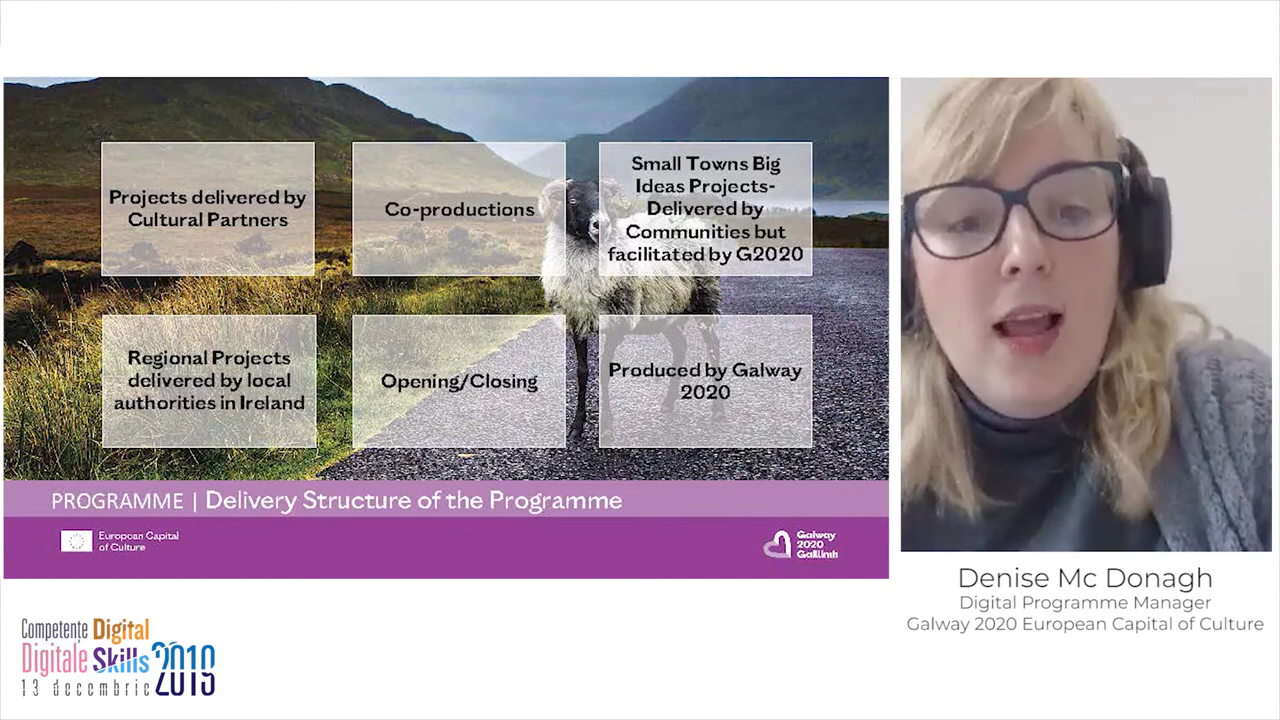 Projects delivered by
Cultural Partners
Co-productions
Small Towns Big
Ideas Projects-
Delivered by
Communities but
facilitated by G2020
Regional Projects
delivered by local
authorities in Ireland
Opening/Closing
Produced by Galway
2020
PROGRAMME | Delivery Structure of the Programme
European Capital
of Culture
Galway
2020
Gaillimh
Denise Mc Donagh
Digital Programme Manager
Galway 2020 European Capital of Culture
Competențe Digital
Digitale Skills 2019
13 decembrie